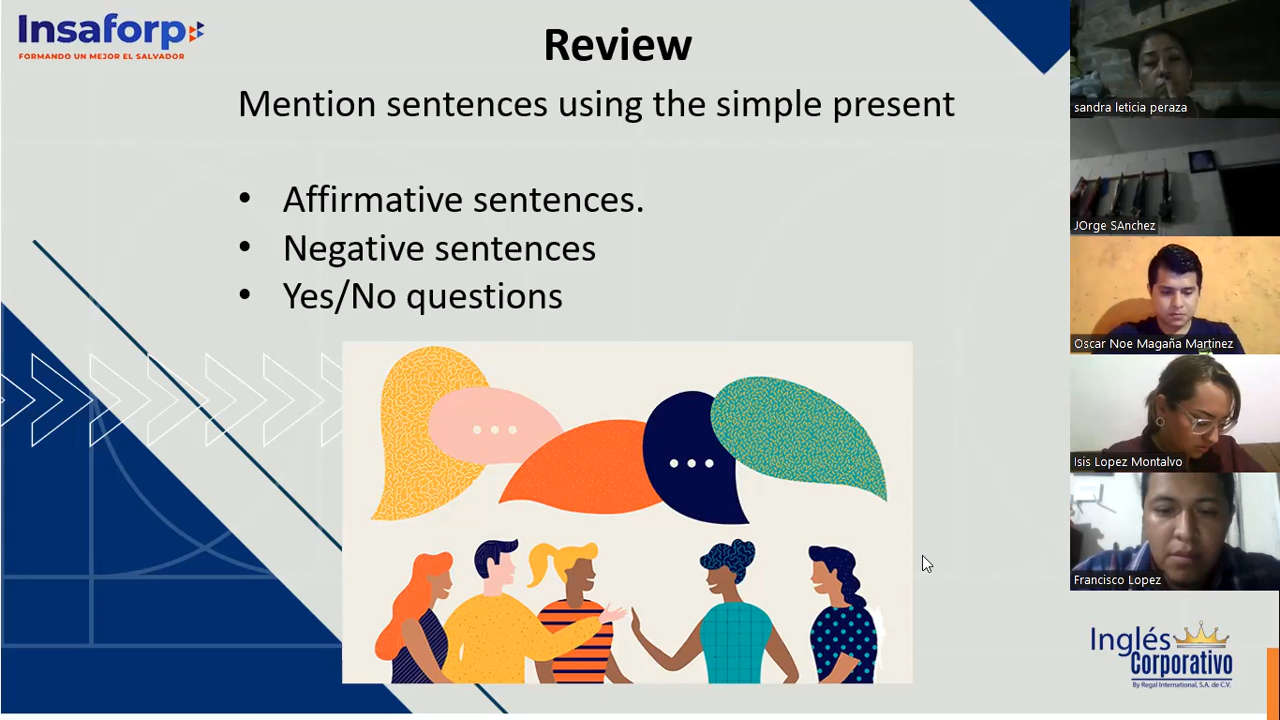 Insaforp
FORMANDO UN MEJOR EL SALVADOR
Review
Mention sentences using the simple present
• Affirmative sentences.
• Negative sentences
• Yes/No questions
sandra leticia peraza
JOrge SAnchez
Oscar Noe Magaña Martinez
Isis Lopez Montalvo
Francisco Lopez
Inglés
Corporativo
By Regal International, S.A. de C.V.